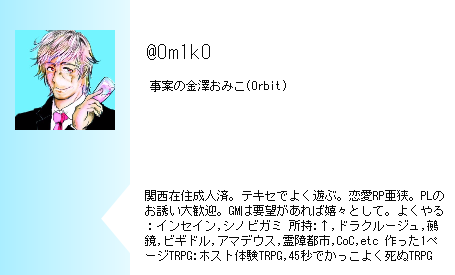 @Om1kO
事案の金澤おみこ(Orbit)
関西在住成人済。テキセでよく遊ぶ。恋愛RP亜狭。PLの
お誘い大歓迎。GMは要望があれば嬉々として。よくやる
:インセイン,シノビガミ 所持:↑,ドラクルージュ,鵺
鏡,ビギドル,アマデウス,霊障都市,CoC,etc 作った1ペ
ージTRPG:ホスト体験TRPG,45秒でかっこよく死ぬTRPG